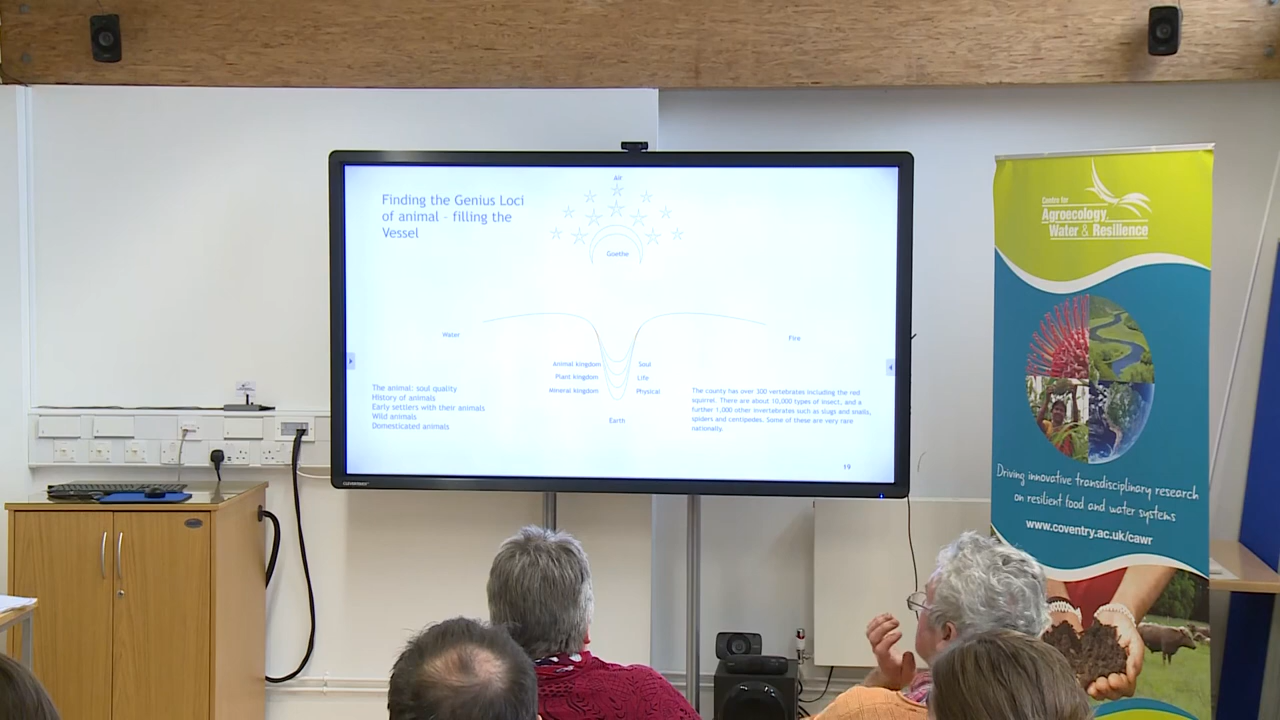 Finding the Genius Loci
of animal – filling the
Vessel
Air
Goethe
Water
Fire
Animal kingdom
Soul
Plant kingdom
Life
Mineral kingdom
Physical
Earth
The animal: soul quality
History of animals
Early settlers with their animals
Wild animals
Domesticated animals
The county has over 300 vertebrates including the red
squirrel. There are about 10,000 types of insect, and a
further 1,000 other invertebrates such as slugs and snails,
spiders and centipedes. Some of these are very rare
nationally.
19
CLEVERTOUCH
Centre for
Agroecology,
Water & Resilience
Driving innovative transdisciplinary research
on resilient food and water systems
www.coventry.ac.uk/cawr